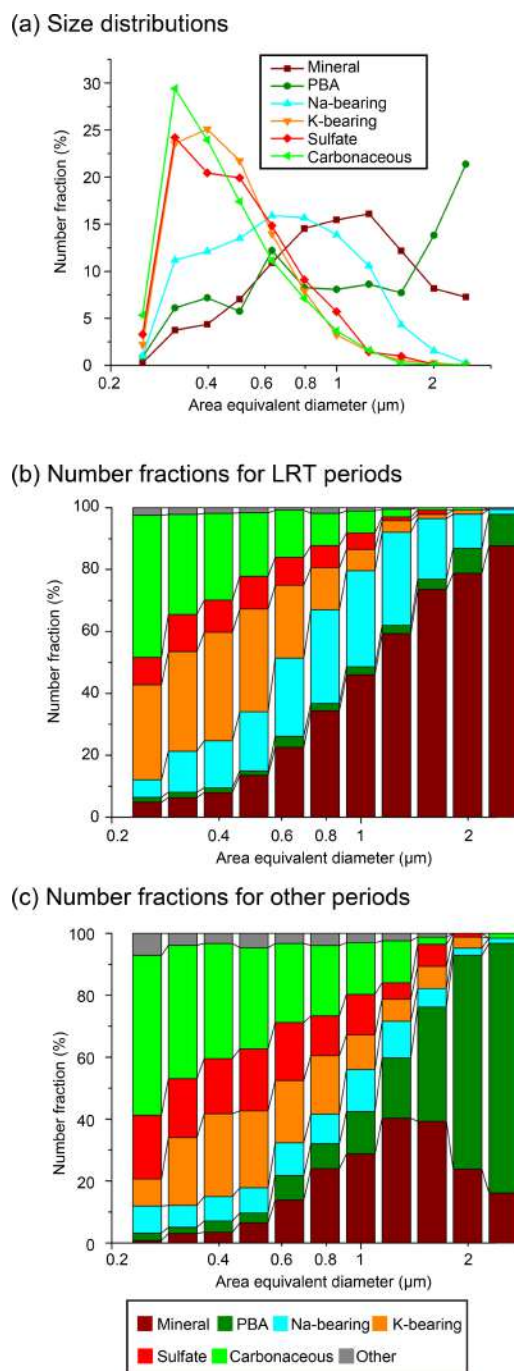 (a) Size distributions
Mineral
PBA
Na-bearing
K-bearing
Sulfate
Carbonaceous
30
25
20
15
10
5
0
Number fraction (%)
0.2 0.4 0.6 0.8 1 2
Area equivalent diameter (µm)
(b) Number fractions for LRT periods
100
80
60
40
20
0
Number fraction (%)
0.2 0.4 0.6 0.8 1 2
Area equivalent diameter (µm)
(c) Number fractions for other periods
100
80
60
40
20
0
Number fraction (%)
0.2 0.4 0.6 0.8 1 2
Area equivalent diameter (µm)
Mineral PBA Na-bearing K-bearing
Sulfate Carbonaceous Other